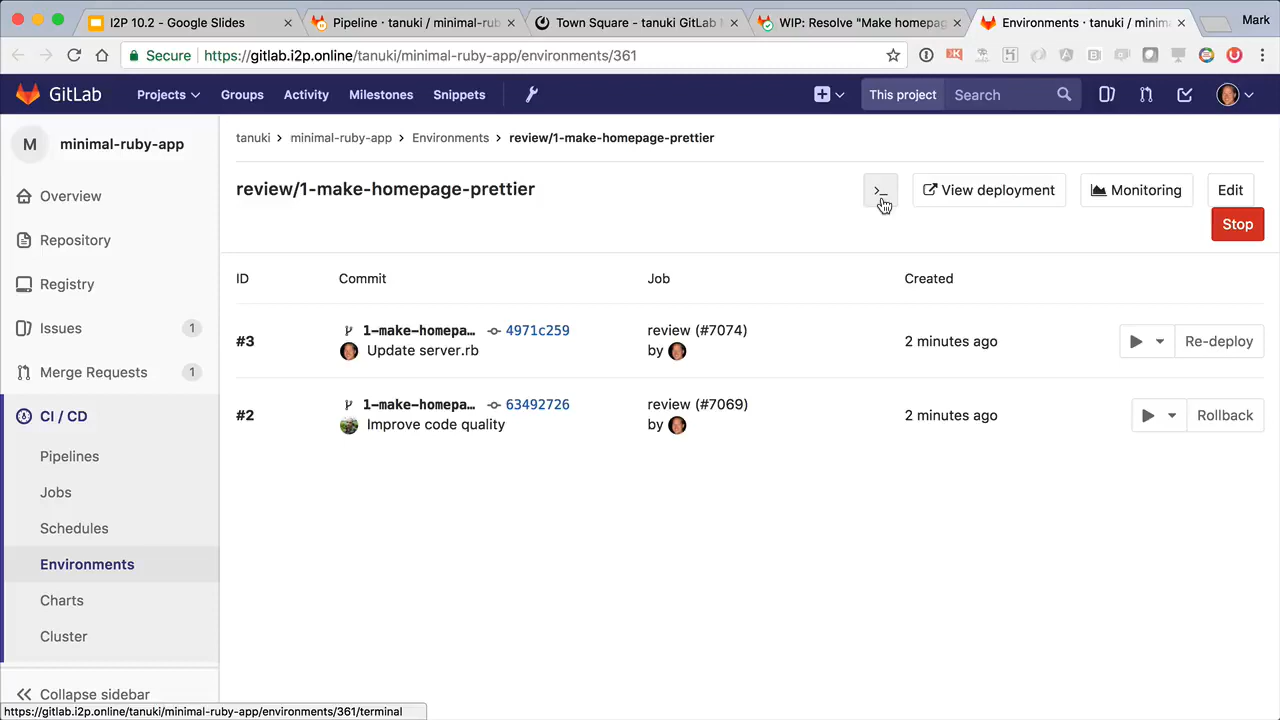 I2P 10.2 - Google Slides
Pipeline · tanuki / minimal-rub
Town Square - tanuki GitLab
WIP: Resolve "Make homepag
Environments · tanuki / minima
Mark
Secure
https://gitlab.i2p.online/tanuki/minimal-ruby-app/environments/361
GitLab
Projects
Groups
Activity
Milestones
Snippets
This project
Search
M
minimal-ruby-app
tanuki > minimal-ruby-app > Environments > review/1-make-homepage-prettier
review/1-make-homepage-prettier
>_
View deployment
Monitoring
Edit
Stop
Overview
Repository
Registry
Issues 1
Merge Requests 1
CI / CD
Pipelines
Jobs
Schedules
Environments
Charts
Cluster
Collapse sidebar
ID Commit Job Created
#3 1-make-homepa… 4971c259 review (#7074) 2 minutes ago Re-deploy
Update server.rb by
#2 1-make-homepa… 63492726 review (#7069) 2 minutes ago Rollback
Improve code quality by
https://gitlab.i2p.online/tanuki/minimal-ruby-app/environments/361/terminal